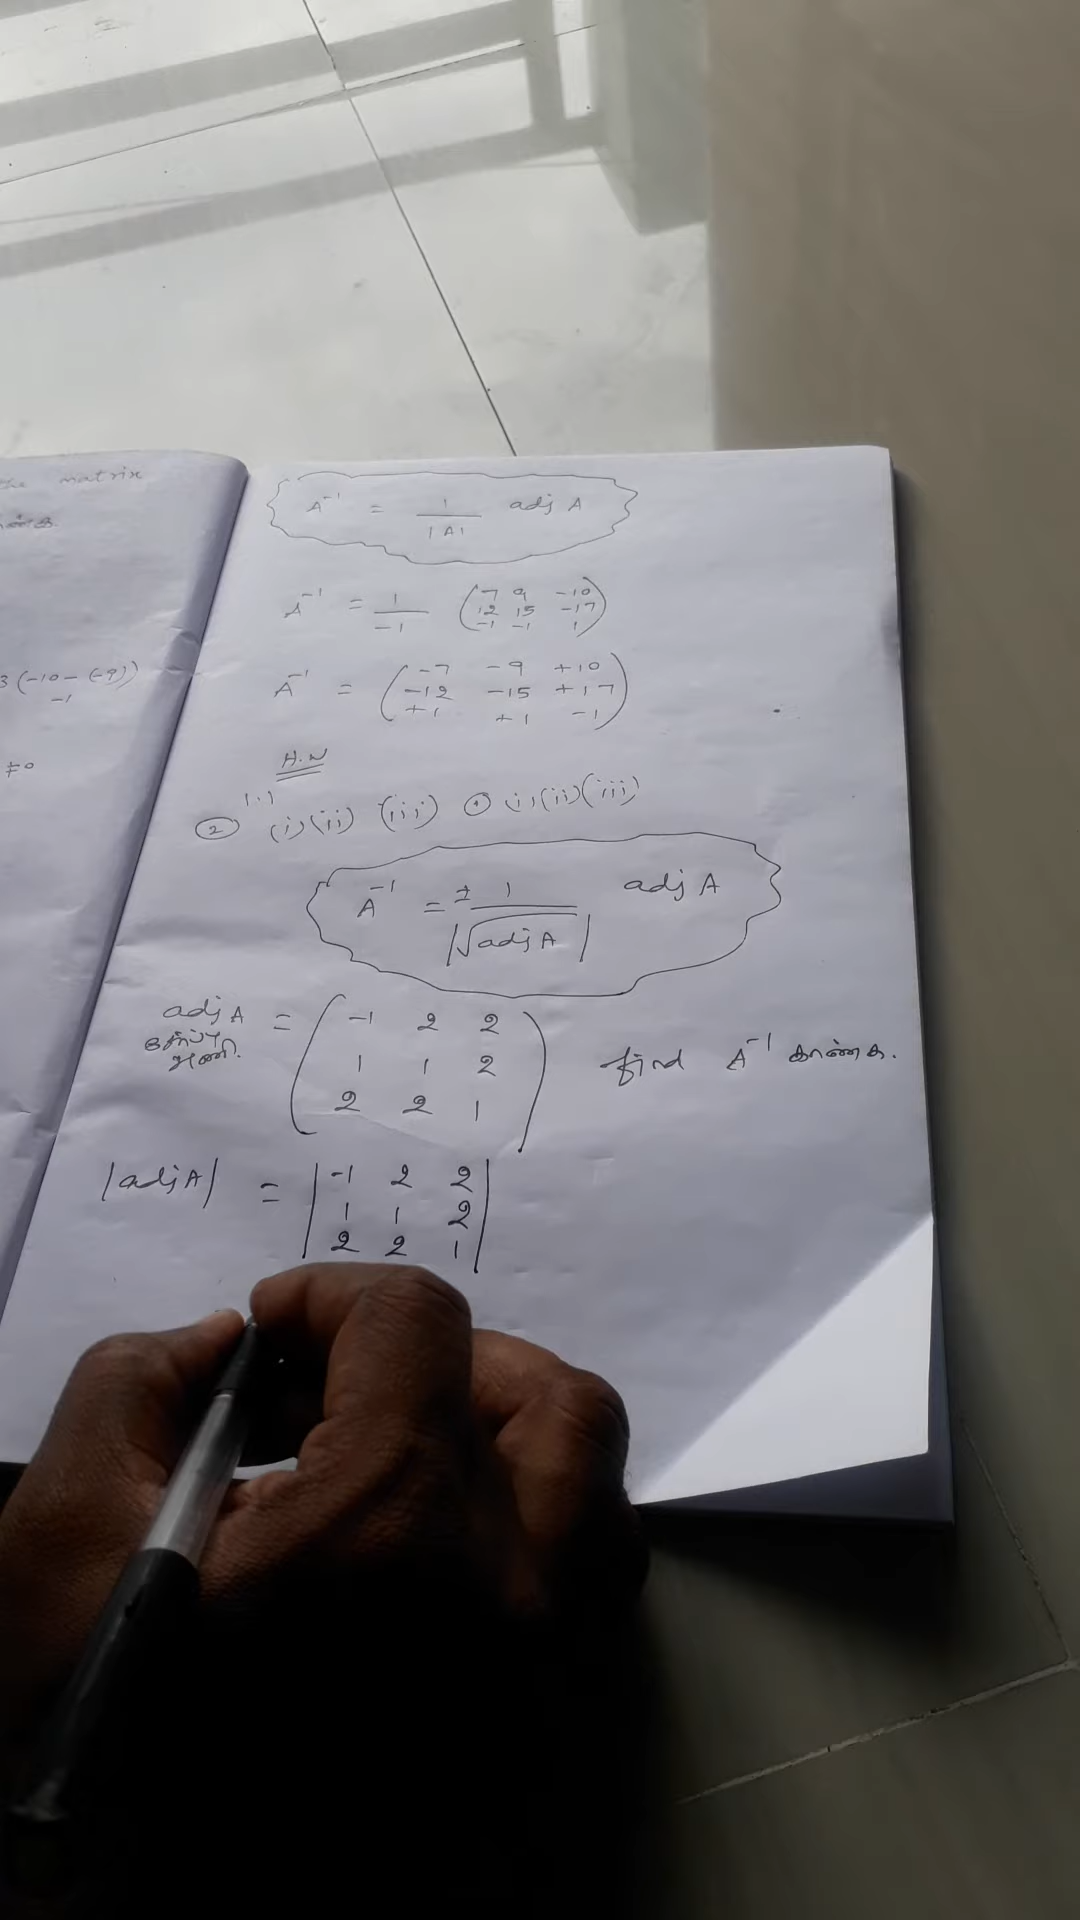 the matrix
3 (-10 - (-9))
-1
≠0
A⁻¹ = 1/|A| adj A
A⁻¹ = 1/-1 (7 9 -10
12 15 -17
-1 -1 1)
A⁻¹ = (-7 -9 +10
-12 -15 +17
+1 +1 -1)
H.W
1.1
② (i) (ii) (iii) ① (i) (ii) (iii)
A⁻¹ = ± 1/|√adj A| adj A
adj A = (-1 2 2
சேர்ப்பு அணி. 1 1 2
2 2 1) find A⁻¹ காண்க.
|adj A| = |-1 2 2
1 1 2
2 2 1|